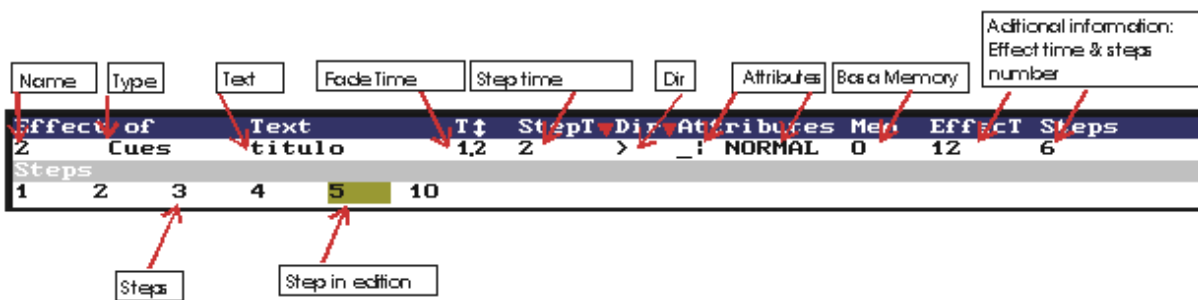 Aditional information:
Effect time & steps
number
Name Type Text Fade Time Step time Dir Attributes Basa Memory
Effect of Text T↕ StepT Dir Attributes Mem EffecT Steps
2 Cues titulo 1,2 2 > _: NORMAL 0 12 6
Steps
1 2 3 4 5 10
Steps Step in edition